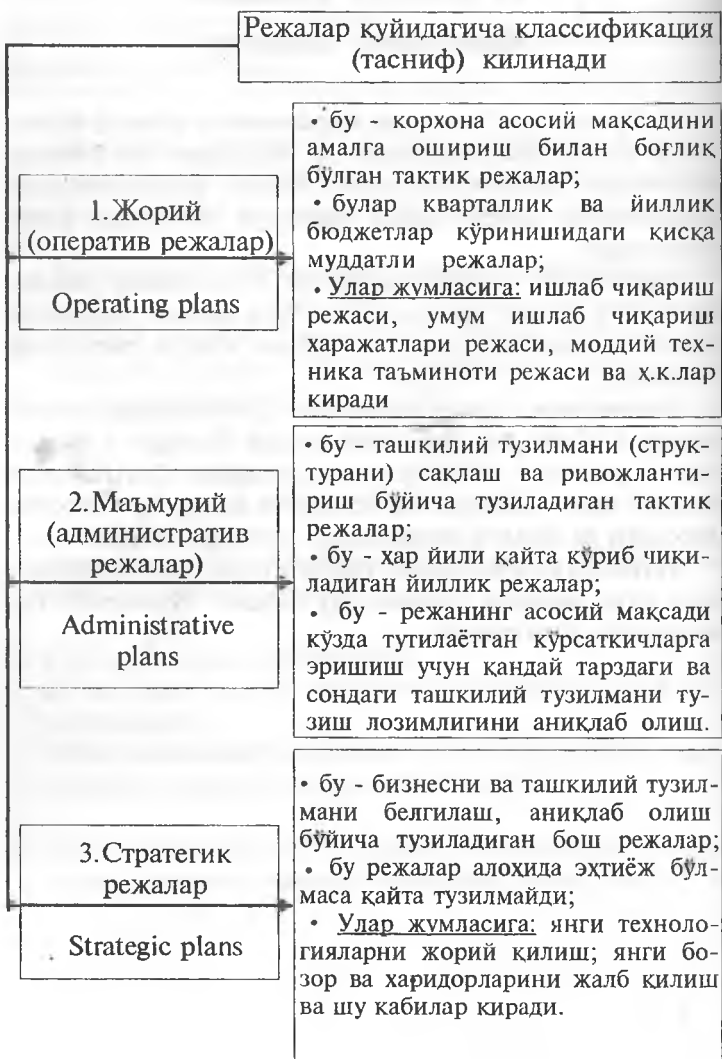 Режалар қуйидагича классификация
(тасниф) килинади
1. Жорий
(оператив режалар)
Operating plans
• бу - корхона асосий мақсадини
амалга ошириш билан боғлиқ
бўлган тактик режалар;
• булар кварталлик ва йиллик
бюджетлар кўринишидаги қисқа
муддатли режалар;
• Улар жумласига: ишлаб чиқариш
режаси, умум ишлаб чиқариш
харажатлари режаси, моддий тех-
ника таъминоти режаси ва ҳ.к.лар
киради
2. Маъмурий
(административ
режалар)
Administrative
plans
• бу - ташкилий тузилмани (струк-
турани) сақлаш ва ривожланти-
риш бўйича тузиладиган тактик
режалар;
• бу - ҳар йили қайта кўриб чиқи-
ладиган йиллик режалар;
• бу - режанинг асосий мақсади
кўзда тутилаётган кўрсаткичларга
эришиш учун қандай тарздаги ва
сондаги ташкилий тузилмани ту-
зиш лозимлигини аниқлаб олиш.
3. Стратегик
режалар
Strategic plans
• бу - бизнесни ва ташкилий тузил-
мани белгилаш, аниқлаб олиш
бўйича тузиладиган бош режалар;
• бу режалар алоҳида эҳтиёж бўл-
маса қайта тузилмайди;
• Улар жумласига: янги техноло-
гияларни жорий қилиш; янги бо-
зор ва харидорларини жалб қилиш
ва шу кабилар киради.